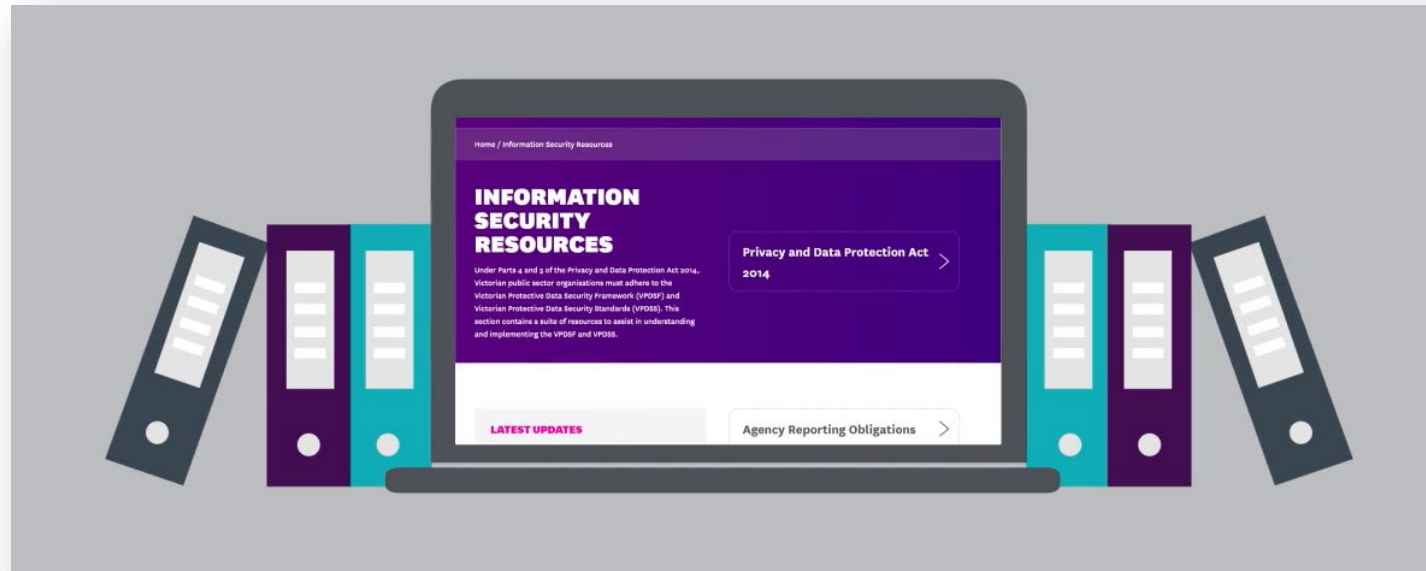 Home / Information Security Resources
INFORMATION
SECURITY
RESOURCES
Under Parts 4 and 5 of the Privacy and Data Protection Act 2014,
Victorian public sector organisations must adhere to the
Victorian Protective Data Security Framework (VPDSF) and
Victorian Protective Data Security Standards (VPDSS). This
section contains a suite of resources to assist in understanding
and implementing the VPDSF and VPDSS.
Privacy and Data Protection Act
2014
LATEST UPDATES
Agency Reporting Obligations